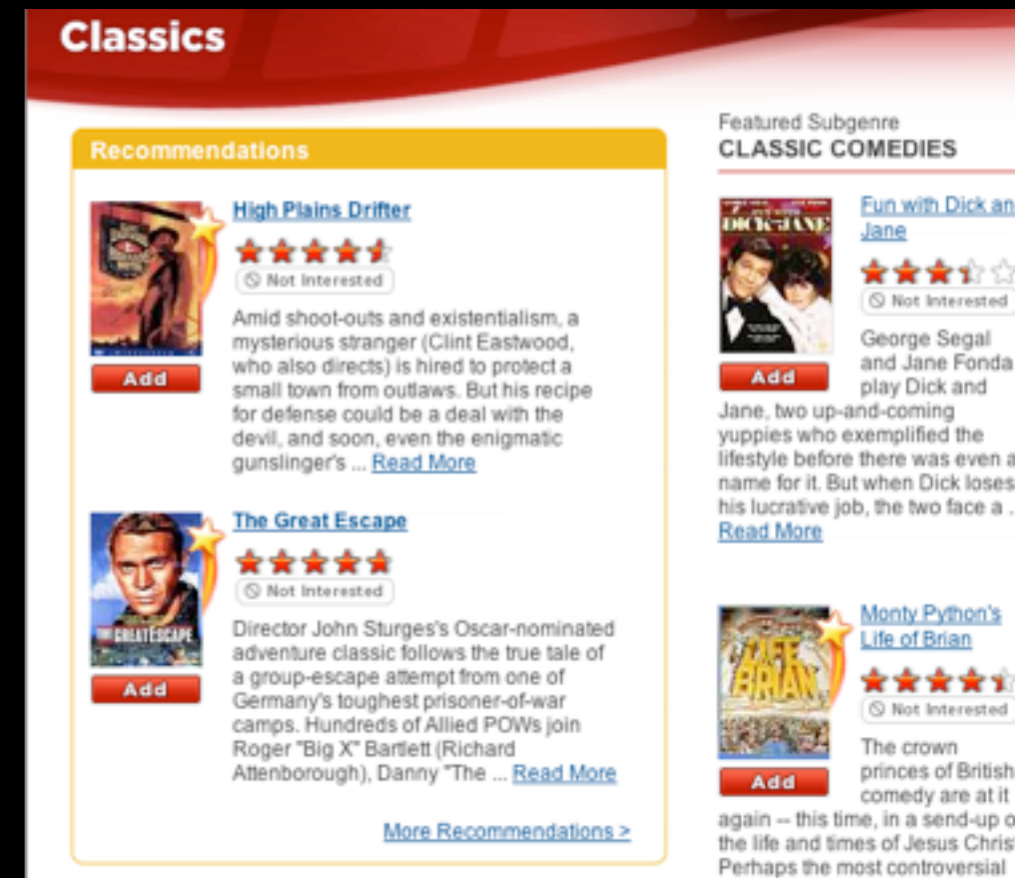 Classics
Recommendations
High Plains Drifter
Not Interested
Amid shoot-outs and existentialism, a
mysterious stranger (Clint Eastwood,
who also directs) is hired to protect a
small town from outlaws. But his recipe
for defense could be a deal with the
devil, and soon, even the enigmatic
gunslinger's ... Read More
Add
THE GREAT ESCAPE
The Great Escape
Not Interested
Director John Sturges's Oscar-nominated
adventure classic follows the true tale of
a group-escape attempt from one of
Germany's toughest prisoner-of-war
camps. Hundreds of Allied POWs join
Roger "Big X" Bartlett (Richard
Attenborough), Danny "The ... Read More
Add
More Recommendations >
Featured Subgenre
CLASSIC COMEDIES
DICK and JANE
Fun with Dick an
Jane
Not Interested
Add
George Segal
and Jane Fonda
play Dick and
Jane, two up-and-coming
yuppies who exemplified the
lifestyle before there was even a
name for it. But when Dick loses
his lucrative job, the two face a .
Read More
LIFE
BRIAN
Monty Python's
Life of Brian
Not Interested
Add
The crown
princes of British
comedy are at it
again -- this time, in a send-up o
the life and times of Jesus Chris
Perhaps the most controversial